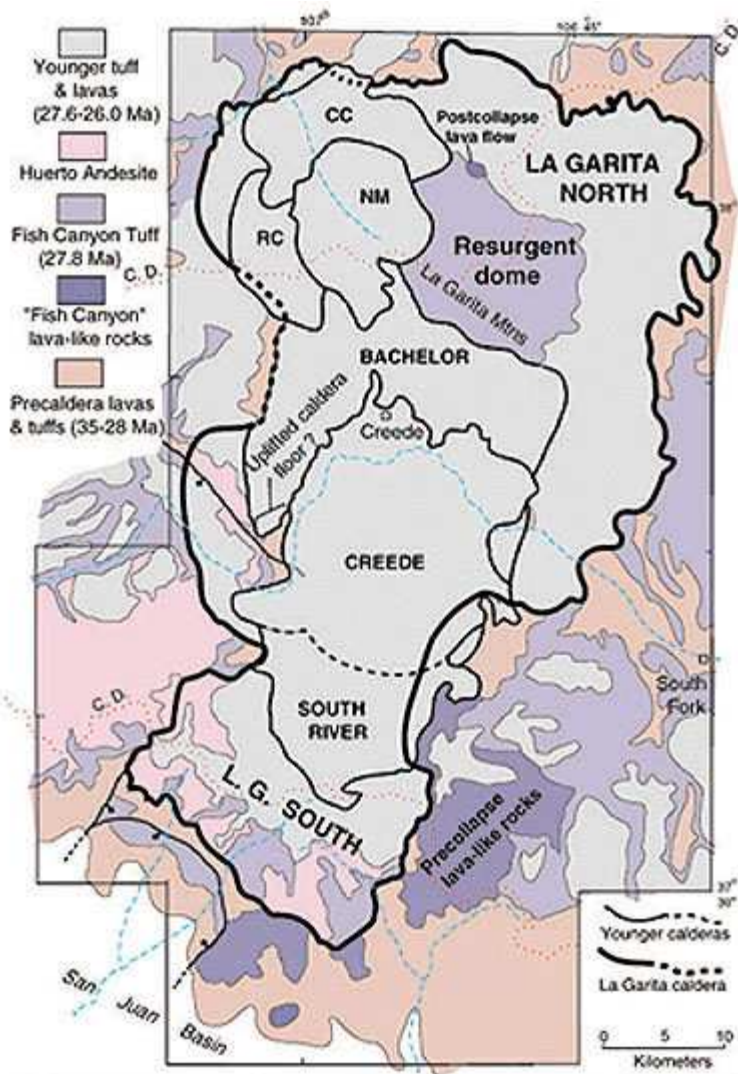 Younger tuff
& lavas
(27.6-26.0 Ma)
Huerto Andesite
Fish Canyon Tuff
(27.8 Ma)
"Fish Canyon"
lava-like rocks
Precaldera lavas
& tuffs (35-28 Ma)
C. D.
CC
Postcollapse
lava flow
LA GARITA
NORTH
NM
RC
Resurgent
dome
C. D.
La Garita Mtns
BACHELOR
Uplifted caldera
floor ?
Creede
CREEDE
C. D.
SOUTH
RIVER
South
Fork
L. G. SOUTH
Precollapse
lava-like rocks
San Juan Basin
Younger calderas
La Garita caldera
0 5 10
Kilometers